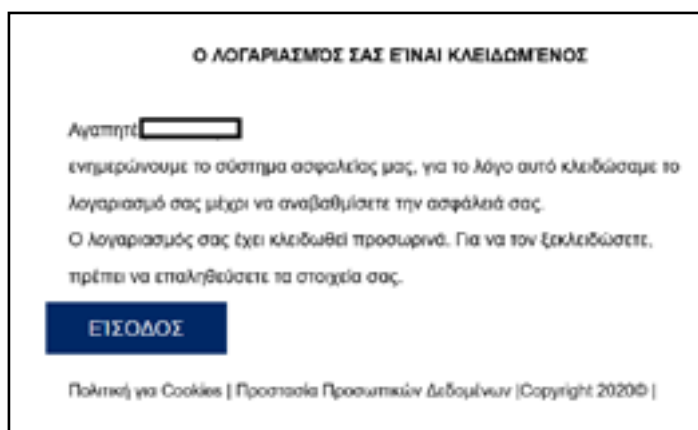 Ο ΛΟΓΑΡΙΑΣΜΌΣ ΣΑΣ ΕΊΝΑΙ ΚΛΕΙΔΩΜΈΝΟΣ
Αγαπητέ
ενημερώνουμε το σύστημα ασφαλείας μας, για το λόγο αυτό κλειδώσαμε το
λογαριασμό σας μέχρι να αναβαθμίσετε την ασφάλειά σας.
Ο λογαριασμός σας έχει κλειδωθεί προσωρινά. Για να τον ξεκλειδώσετε,
πρέπει να επαληθεύσετε τα στοιχεία σας.
ΕΊΣΟΔΟΣ
Πολιτική για Cookies | Προστασία Προσωπικών Δεδομένων |Copyright 2020© |